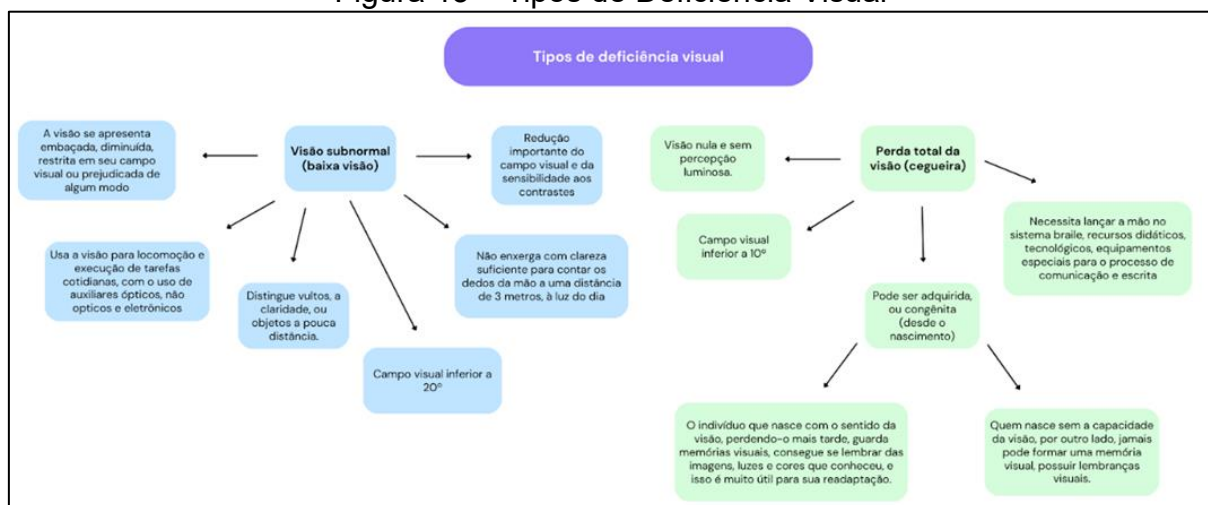 Tipos de deficiência visual
A visão se apresenta
embaçada, diminuída,
restrita em seu campo
visual ou prejudicada de
algum modo
Visão subnormal
(baixa visão)
Redução
importante do
campo visual e da
sensibilidade aos
contrastes
Usa a visão para locomoção e
execução de tarefas
cotidianas, com o uso de
auxiliares ópticos, não
opticos e eletrônicos
Distingue vultos, a
claridade, ou
objetos a pouca
distância.
Não enxerga com clareza
suficiente para contar os
dedos da mão a uma distância
de 3 metros, à luz do dia
Campo visual inferior a
20º
Visão nula e sem
percepção
luminosa.
Perda total da
visão (cegueira)
Campo visual
inferior a 10º
Necessita lançar a mão no
sistema braile, recursos didáticos,
tecnológicos, equipamentos
especiais para o processo de
comunicação e escrita
Pode ser adquirida,
ou congênita
(desde o
nascimento)
O indivíduo que nasce com o sentido da
visão, perdendo-o mais tarde, guarda
memórias visuais, consegue se lembrar das
imagens, luzes e cores que conheceu, e
isso é muito útil para sua readaptação.
Quem nasce sem a capacidade
da visão, por outro lado, jamais
pode formar uma memória
visual, possuir lembranças
visuais.